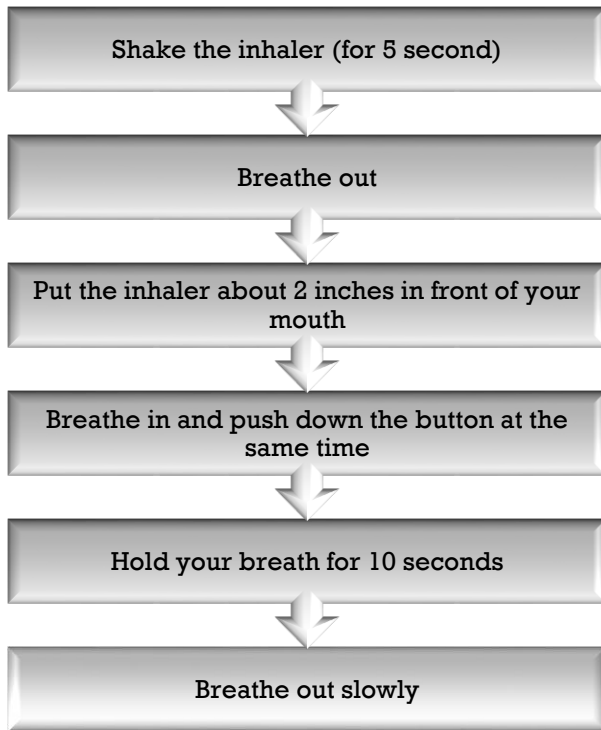 Shake the inhaler (for 5 second)
Breathe out
Put the inhaler about 2 inches in front of your
mouth
Breathe in and push down the button at the
same time
Hold your breath for 10 seconds
Breathe out slowly